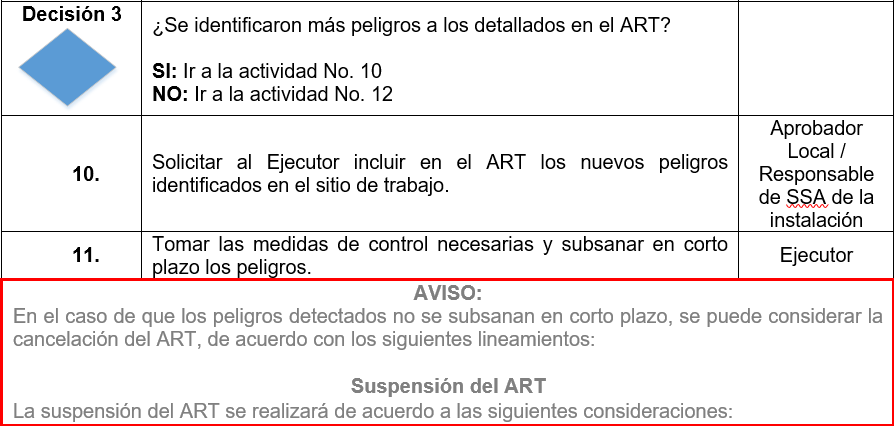 Decisión 3
¿Se identificaron más peligros a los detallados en el ART?
SI: Ir a la actividad No. 10
NO: Ir a la actividad No. 12
10.
Solicitar al Ejecutor incluir en el ART los nuevos peligros
identificados en el sitio de trabajo.
Aprobador
Local /
Responsable
de SSA de la
instalación
11.
Tomar las medidas de control necesarias y subsanar en corto
plazo los peligros.
Ejecutor
AVISO:
En el caso de que los peligros detectados no se subsanan en corto plazo, se puede considerar la
cancelación del ART, de acuerdo con los siguientes lineamientos:
Suspensión del ART
La suspensión del ART se realizará de acuerdo a las siguientes consideraciones: